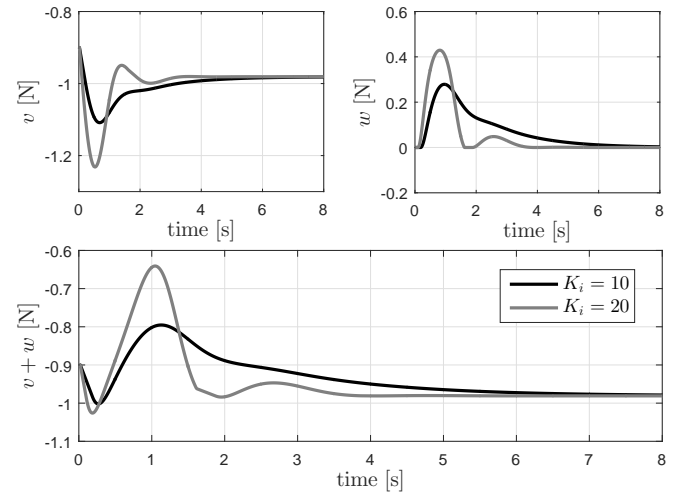 -0.8
-1
-1.2
v [N]
0 2 4 6 8
time [s]
0.6
0.4
0.2
0
-0.2
w [N]
0 2 4 6 8
time [s]
-0.6
-0.7
-0.8
-0.9
-1
-1.1
v + w [N]
K_i = 10
K_i = 20
0 1 2 3 4 5 6 7 8
time [s]